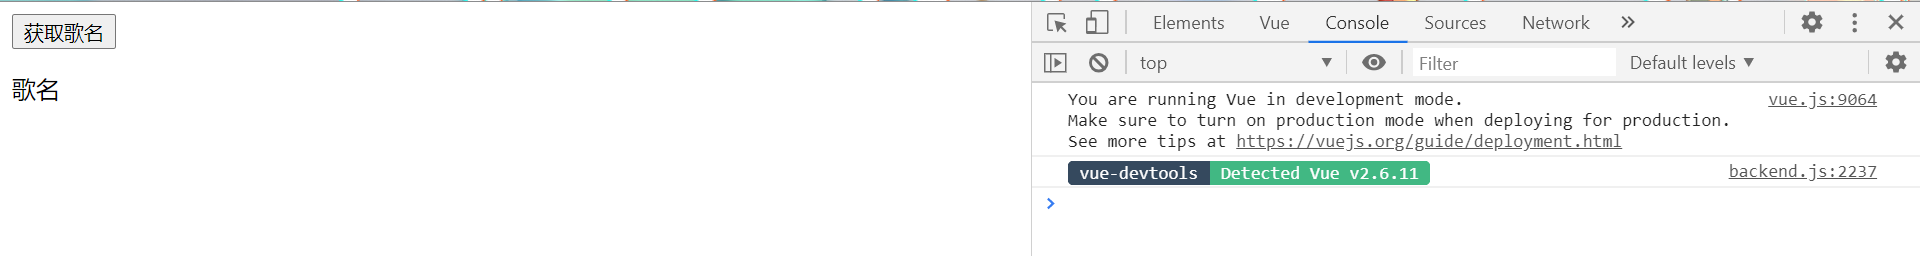 获取歌名
歌名
Elements Vue Console Sources Network
top Filter Default levels
You are running Vue in development mode. vue.js:9064
Make sure to turn on production mode when deploying for production.
See more tips at https://vuejs.org/guide/deployment.html
vue-devtools Detected Vue v2.6.11 backend.js:2237